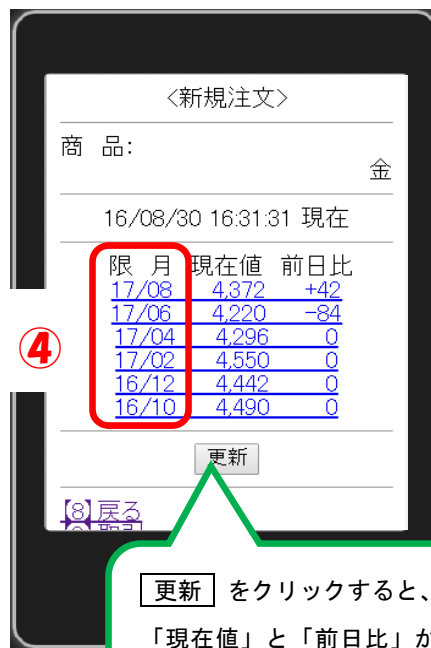 <新規注文>
商 品:
金
16/08/30 16:31:31 現在
限 月 現在値 前日比
17/08 4,372 +42
17/06 4,220 -84
17/04 4,296 0
17/02 4,550 0
16/12 4,442 0
16/10 4,490 0
④
更新
[8]戻る
更新 をクリックすると、
「現在値」と「前日比」が